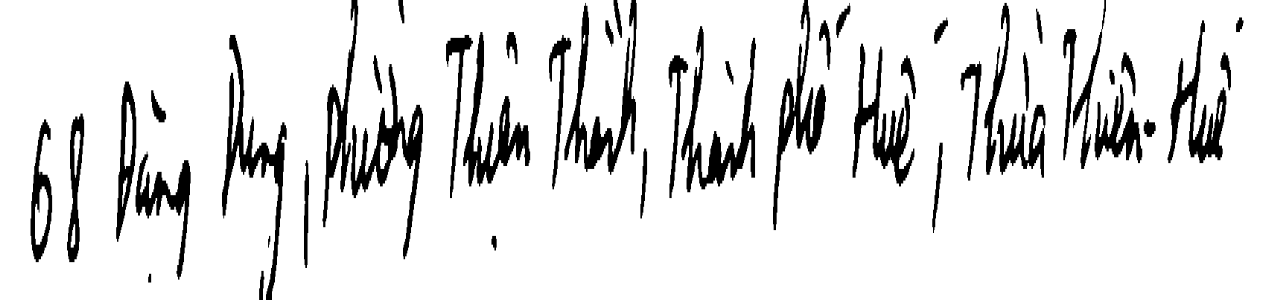 68 Đặng Dung, Phường Thuận Thành, Thành phố Huế, Thừa Thiên-Huế